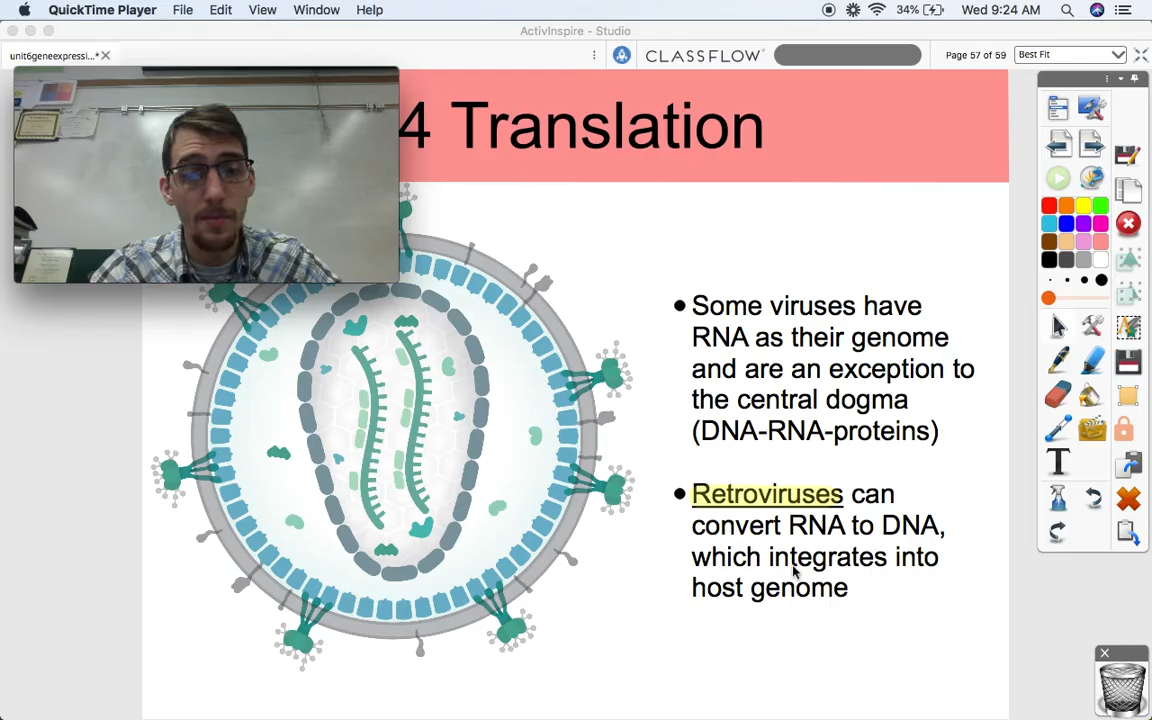 QuickTime Player File Edit View Window Help 34% Wed 9:24 AM
ActivInspire - Studio
unit6geneexpressi...*
CLASSFLOW
Page 57 of 59
Best Fit
4 Translation
● Some viruses have
RNA as their genome
and are an exception to
the central dogma
(DNA-RNA-proteins)
● Retroviruses can
convert RNA to DNA,
which integrates into
host genome